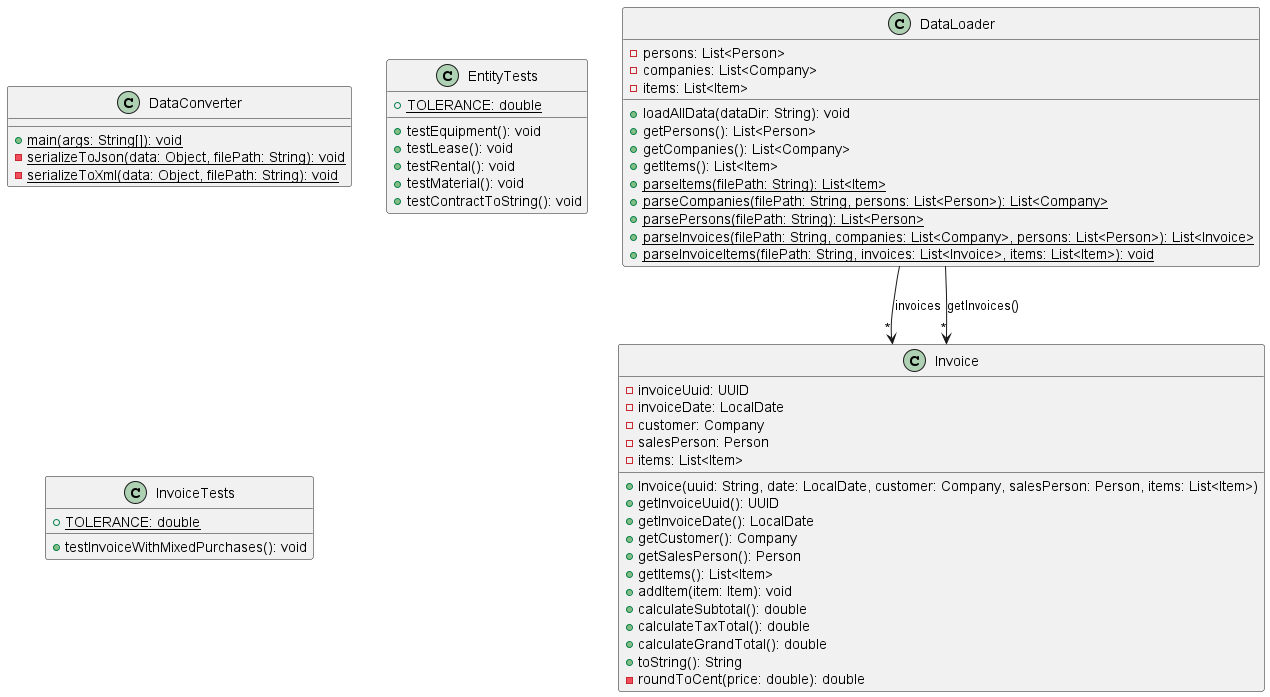 C DataConverter
main(args: String[]): void
serializeToJson(data: Object, filePath: String): void
serializeToXml(data: Object, filePath: String): void
C EntityTests
TOLERANCE: double
testEquipment(): void
testLease(): void
testRental(): void
testMaterial(): void
testContractToString(): void
C DataLoader
persons: List<Person>
companies: List<Company>
items: List<Item>
loadAllData(dataDir: String): void
getPersons(): List<Person>
getCompanies(): List<Company>
getItems(): List<Item>
parseItems(filePath: String): List<Item>
parseCompanies(filePath: String, persons: List<Person>): List<Company>
parsePersons(filePath: String): List<Person>
parseInvoices(filePath: String, companies: List<Company>, persons: List<Person>): List<Invoice>
parseInvoiceItems(filePath: String, invoices: List<Invoice>, items: List<Item>): void
invoices
getInvoices()
*
*
C InvoiceTests
TOLERANCE: double
testInvoiceWithMixedPurchases(): void
C Invoice
invoiceUuid: UUID
invoiceDate: LocalDate
customer: Company
salesPerson: Person
items: List<Item>
Invoice(uuid: String, date: LocalDate, customer: Company, salesPerson: Person, items: List<Item>)
getInvoiceUuid(): UUID
getInvoiceDate(): LocalDate
getCustomer(): Company
getSalesPerson(): Person
getItems(): List<Item>
addItem(item: Item): void
calculateSubtotal(): double
calculateTaxTotal(): double
calculateGrandTotal(): double
toString(): String
roundToCent(price: double): double